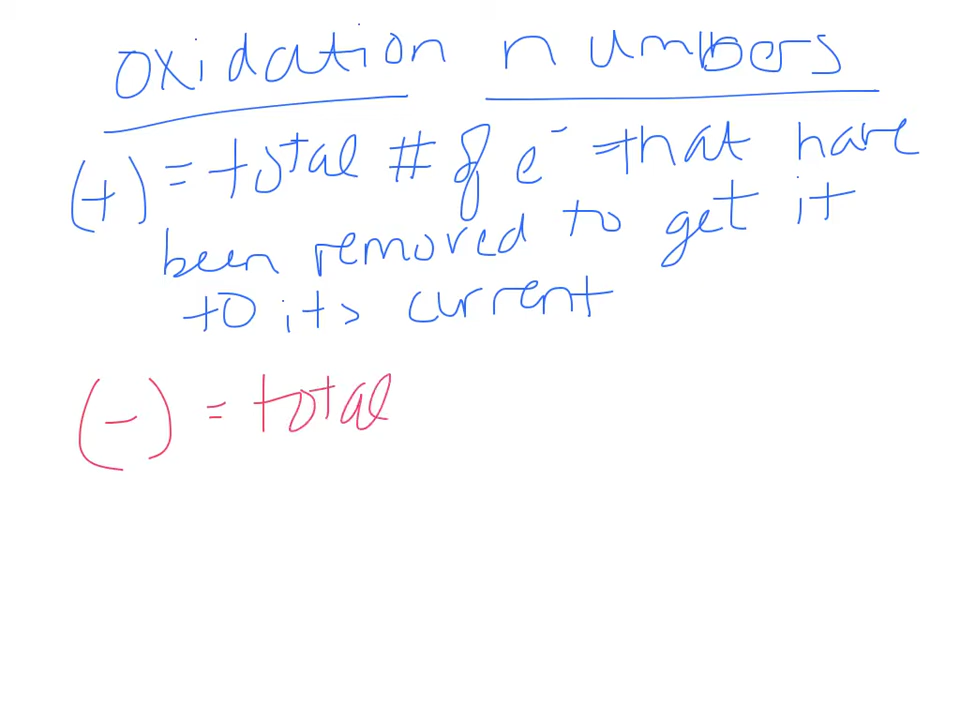 oxidation numbers
(+) = total # of e⁻ that have
been removed to get it
to its current
(-) = total